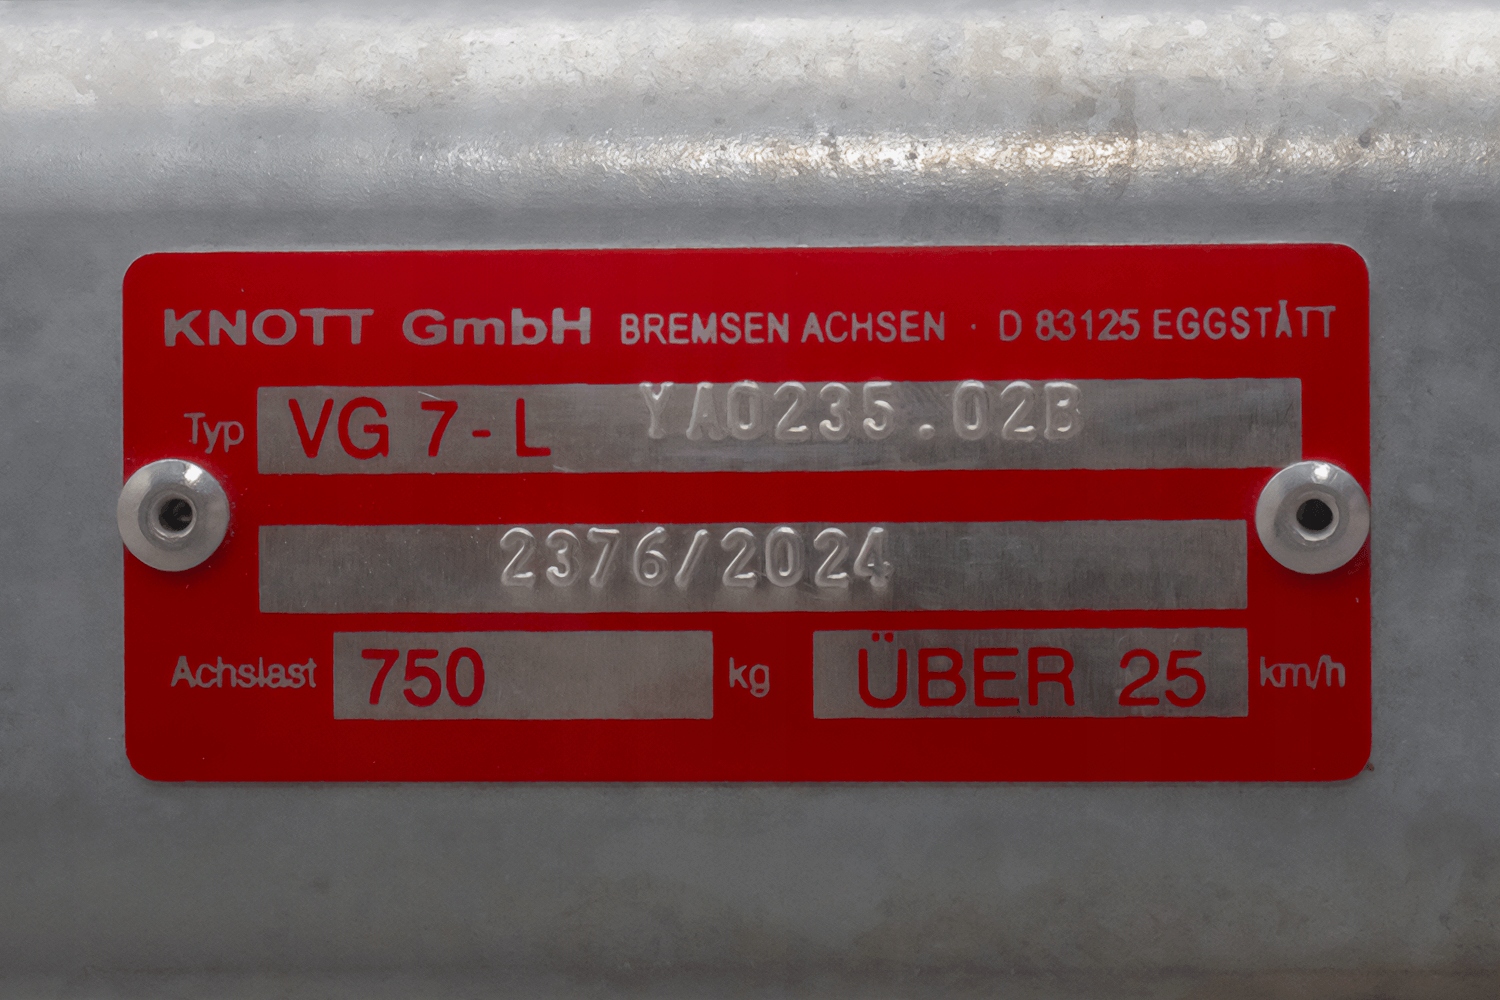 KNOTT GmbH BREMSEN ACHSEN · D 83125 EGGSTÄTT
Typ VG 7-L YA0235.02B
2376/2024
Achslast 750 kg ÜBER 25 km/h